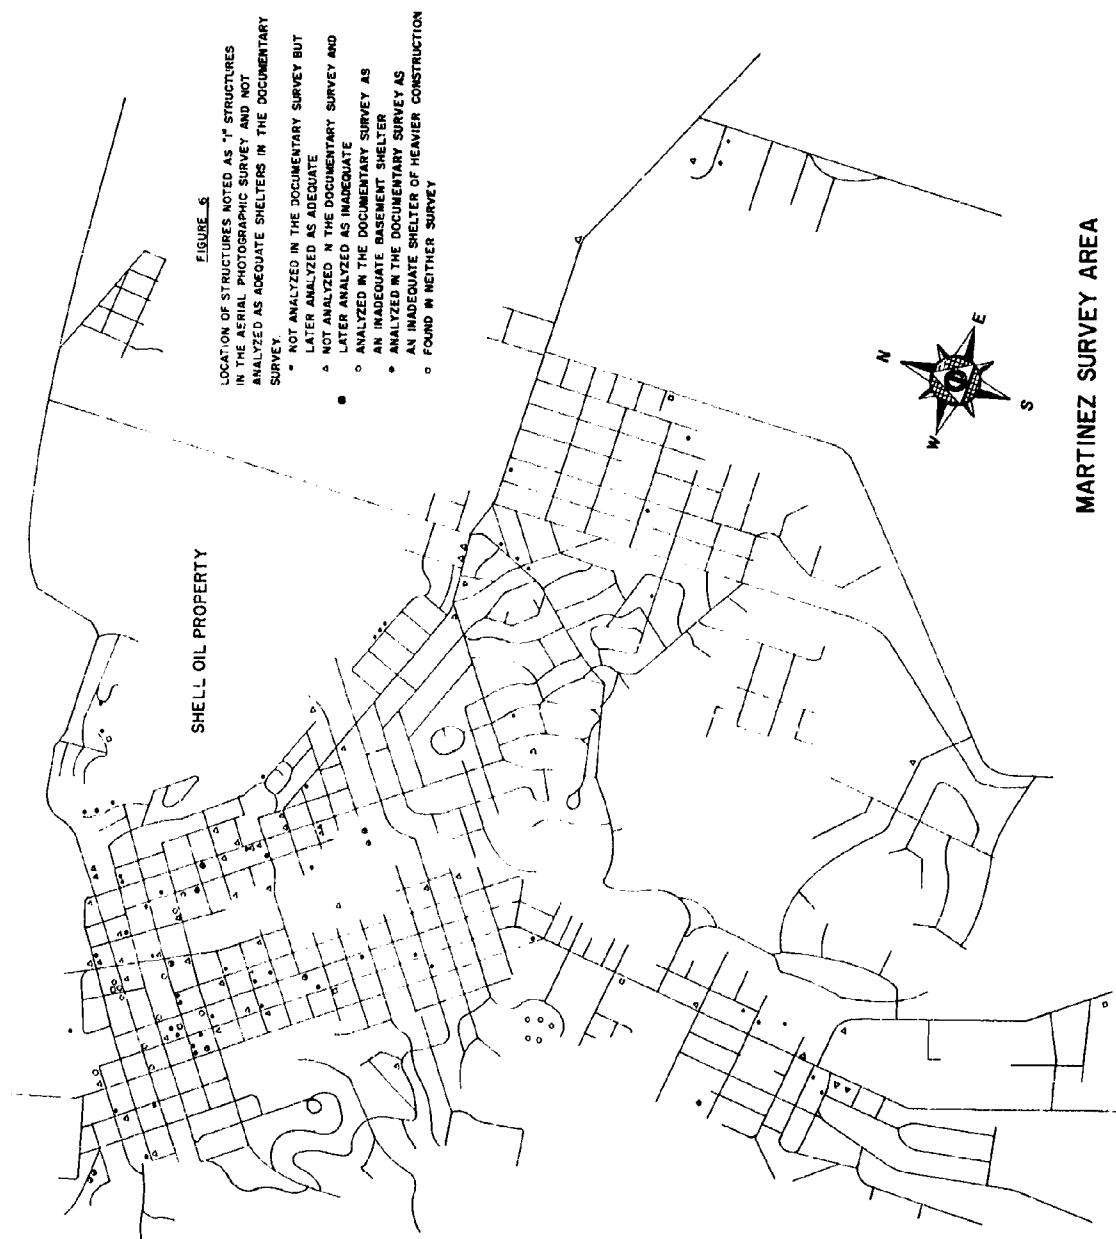 FIGURE 6
LOCATION OF STRUCTURES NOTED AS "I" STRUCTURES
IN THE AERIAL PHOTOGRAPHIC SURVEY AND NOT
ANALYZED AS ADEQUATE SHELTERS IN THE DOCUMENTARY
SURVEY.
NOT ANALYZED IN THE DOCUMENTARY SURVEY BUT
LATER ANALYZED AS ADEQUATE
NOT ANALYZED N THE DOCUMENTARY SURVEY AND
LATER ANALYZED AS INADEQUATE
ANALYZED IN THE DOCUMENTARY SURVEY AS
AN INADEQUATE BASEMENT SHELTER
ANALYZED IN THE DOCUMENTARY SURVEY AS
AN INADEQUATE SHELTER OF HEAVIER CONSTRUCTION
FOUND IN NEITHER SURVEY
SHELL OIL PROPERTY
N
E
W
S
MARTINEZ SURVEY AREA